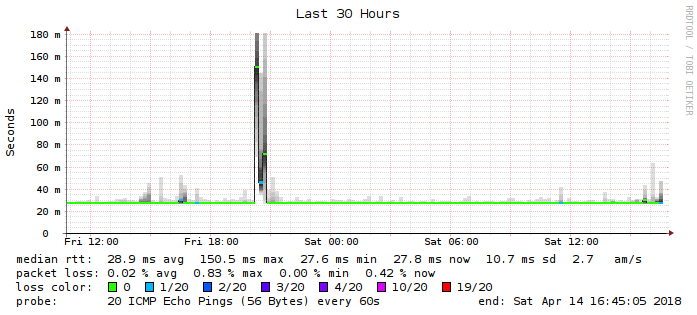 Last 30 Hours
RRDTOOL / TOBI OETIKER
Seconds
180 m
160 m
140 m
120 m
100 m
80 m
60 m
40 m
20 m
0
Fri 12:00 Fri 18:00 Sat 00:00 Sat 06:00 Sat 12:00
median rtt: 28.9 ms avg 150.5 ms max 27.6 ms min 27.8 ms now 10.7 ms sd 2.7 am/s
packet loss: 0.02 % avg 0.83 % max 0.00 % min 0.42 % now
loss color: 0 1/20 2/20 3/20 4/20 10/20 19/20
probe: 20 ICMP Echo Pings (56 Bytes) every 60s end: Sat Apr 14 16:45:05 2018